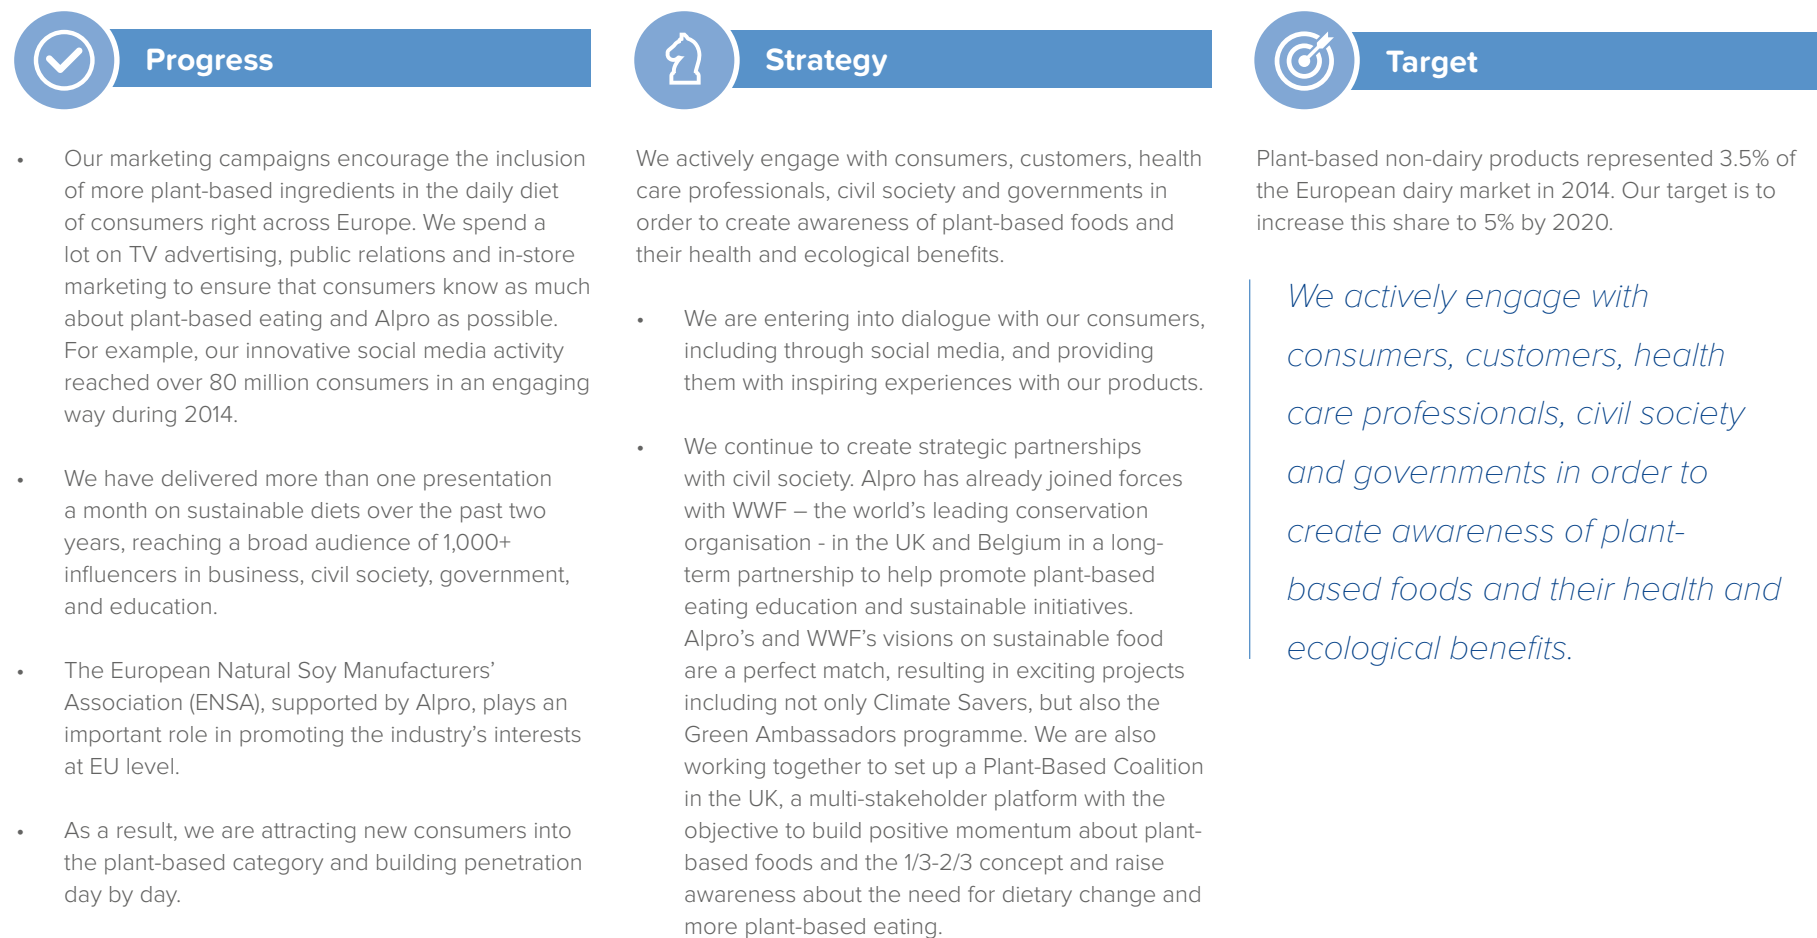 Progress
• Our marketing campaigns encourage the inclusion
of more plant-based ingredients in the daily diet
of consumers right across Europe. We spend a
lot on TV advertising, public relations and in-store
marketing to ensure that consumers know as much
about plant-based eating and Alpro as possible.
For example, our innovative social media activity
reached over 80 million consumers in an engaging
way during 2014.
• We have delivered more than one presentation
a month on sustainable diets over the past two
years, reaching a broad audience of 1,000+
influencers in business, civil society, government,
and education.
• The European Natural Soy Manufacturers’
Association (ENSA), supported by Alpro, plays an
important role in promoting the industry’s interests
at EU level.
• As a result, we are attracting new consumers into
the plant-based category and building penetration
day by day.
Strategy
We actively engage with consumers, customers, health
care professionals, civil society and governments in
order to create awareness of plant-based foods and
their health and ecological benefits.
• We are entering into dialogue with our consumers,
including through social media, and providing
them with inspiring experiences with our products.
• We continue to create strategic partnerships
with civil society. Alpro has already joined forces
with WWF – the world’s leading conservation
organisation - in the UK and Belgium in a long-
term partnership to help promote plant-based
eating education and sustainable initiatives.
Alpro’s and WWF’s visions on sustainable food
are a perfect match, resulting in exciting projects
including not only Climate Savers, but also the
Green Ambassadors programme. We are also
working together to set up a Plant-Based Coalition
in the UK, a multi-stakeholder platform with the
objective to build positive momentum about plant-
based foods and the 1/3-2/3 concept and raise
awareness about the need for dietary change and
more plant-based eating.
Target
Plant-based non-dairy products represented 3.5% of
the European dairy market in 2014. Our target is to
increase this share to 5% by 2020.
We actively engage with
consumers, customers, health
care professionals, civil society
and governments in order to
create awareness of plant-
based foods and their health and
ecological benefits.